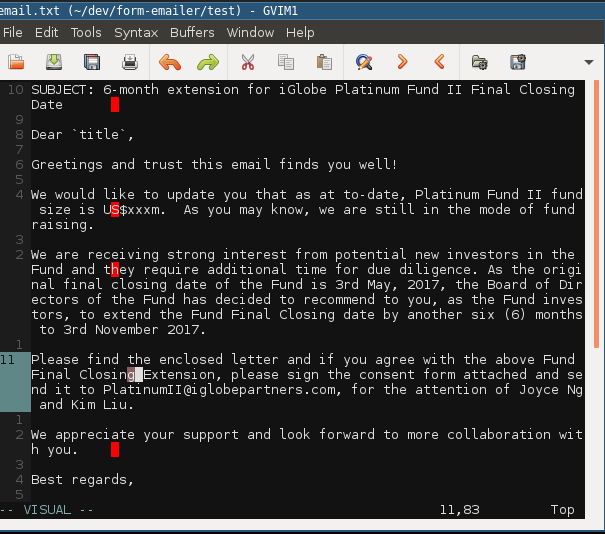 email.txt (~/dev/form-emailer/test) - GVIM1
File Edit Tools Syntax Buffers Window Help
10 SUBJECT: 6-month extension for iGlobe Platinum Fund II Final Closing
Date
9
8 Dear `title`,
7
6 Greetings and trust this email finds you well!
5
4 We would like to update you that as at to-date, Platinum Fund II fund
size is US$xxxm.  As you may know, we are still in the mode of fund
raising.
3
2 We are receiving strong interest from potential new investors in the
Fund and they require additional time for due diligence. As the origi
nal final closing date of the Fund is 3rd May, 2017, the Board of Dir
ectors of the Fund has decided to recommend to you, as the Fund inves
tors, to extend the Fund Final Closing date by another six (6) months
to 3rd November 2017.
1
11 Please find the enclosed letter and if you agree with the above Fund
Final Closing Extension, please sign the consent form attached and se
nd it to PlatinumII@iglobepartners.com, for the attention of Joyce Ng
and Kim Liu.
1
2 We appreciate your support and look forward to more collaboration wit
h you.
3
4 Best regards,
5
-- VISUAL -- 11,83 Top